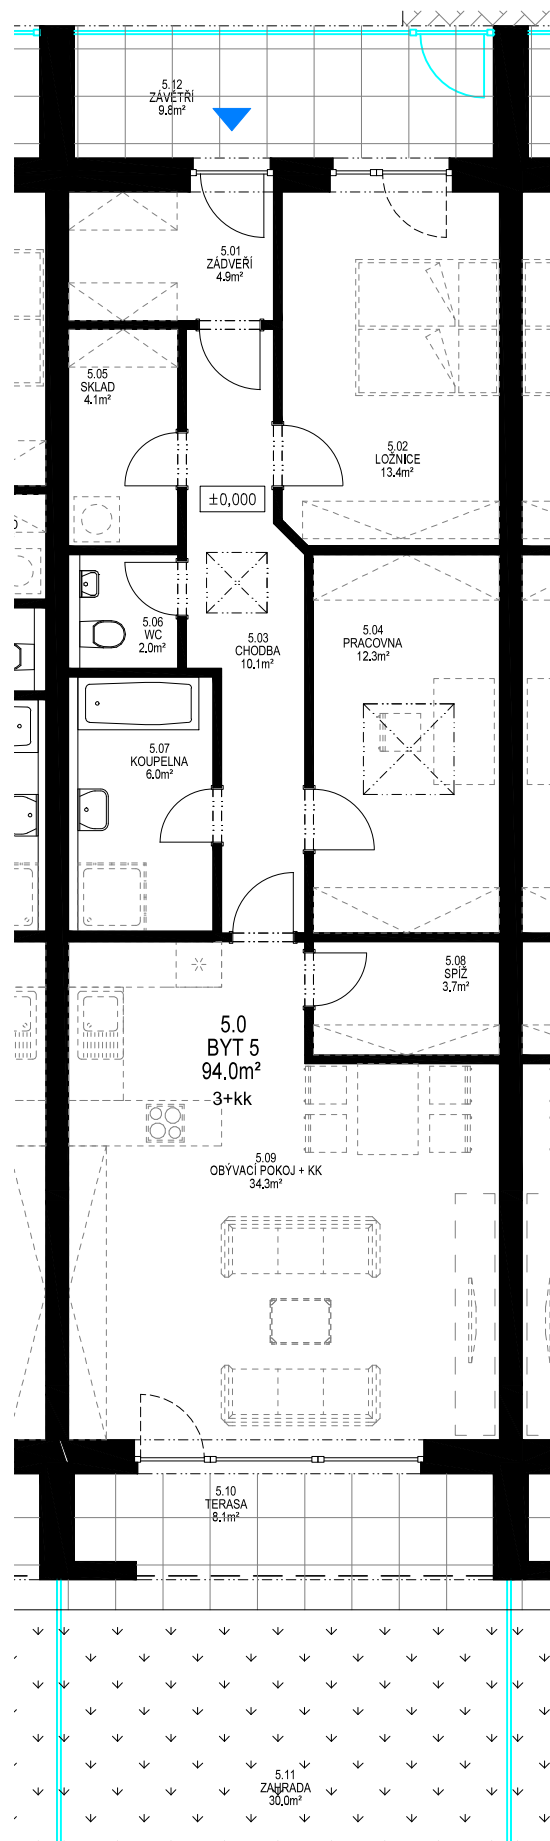 5.12
ZÁVĚTŘÍ
9.8m²
5.01
ZÁDVEŘÍ
4.9m²
5.05
SKLAD
4.1m²
5.02
LOŽNICE
13.4m²
±0,000
5.06
WC
2.0m²
5.03
CHODBA
10.1m²
5.04
PRACOVNA
12.3m²
5.07
KOUPELNA
6.0m²
5.08
SPÍŽ
3.7m²
5.0
BYT 5
94.0m²
3+kk
5.09
OBÝVACÍ POKOJ + KK
34.3m²
5.10
TERASA
8.1m²
5.11
ZAHRADA
30.0m²